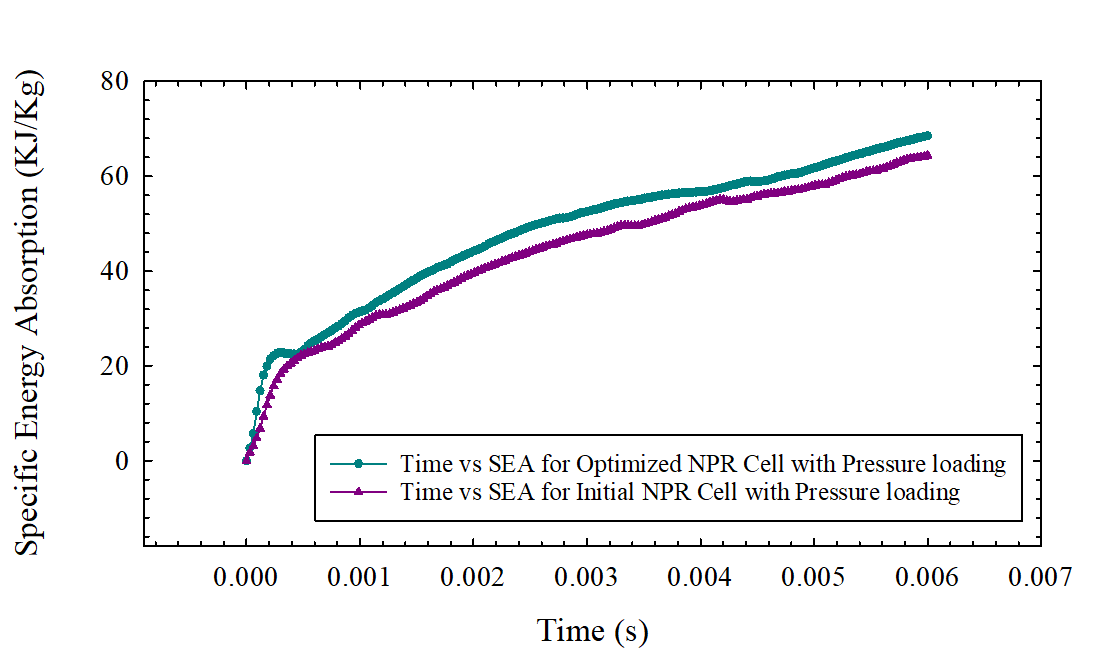 Specific Energy Absorption (KJ/Kg)
80
60
40
20
0
Time vs SEA for Optimized NPR Cell with Pressure loading
Time vs SEA for Initial NPR Cell with Pressure loading
0.000 0.001 0.002 0.003 0.004 0.005 0.006 0.007
Time (s)